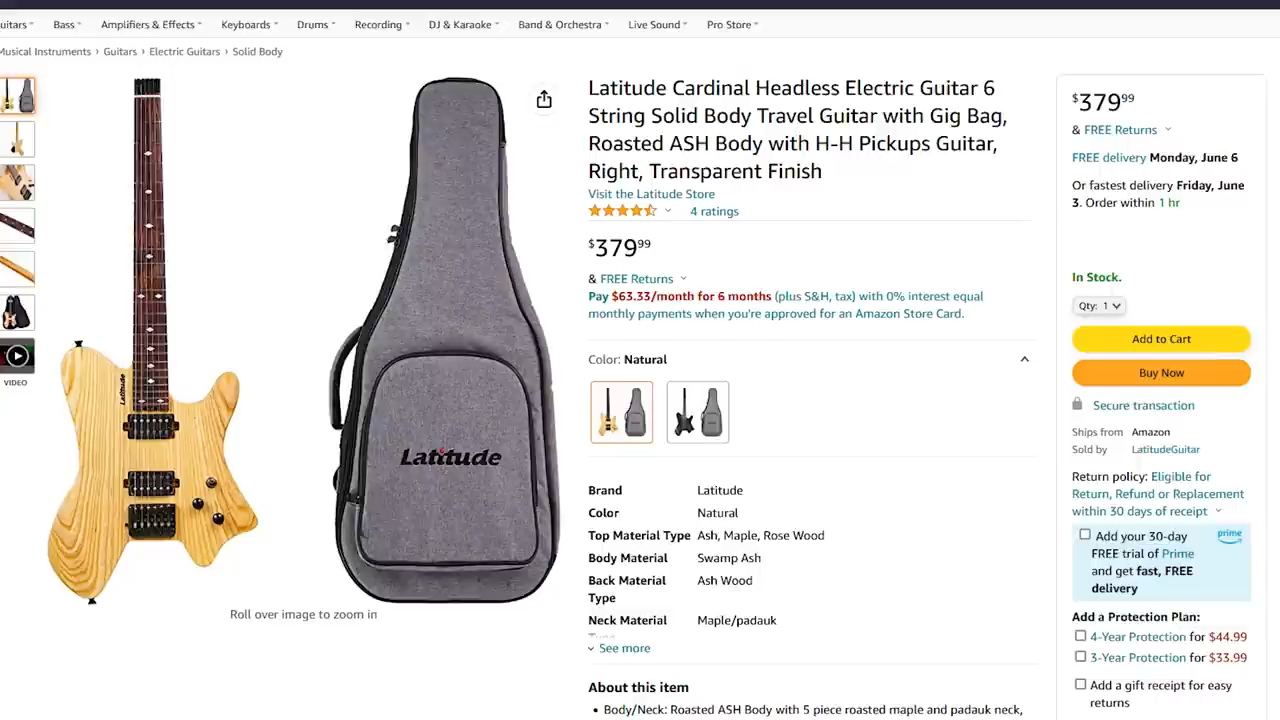 uitars
Bass
Amplifiers & Effects
Keyboards
Drums
Recording
DJ & Karaoke
Band & Orchestra
Live Sound
Pro Store
Musical Instruments › Guitars › Electric Guitars › Solid Body
VIDEO
Latitude
Latitude
Roll over image to zoom in
Latitude Cardinal Headless Electric Guitar 6
String Solid Body Travel Guitar with Gig Bag,
Roasted ASH Body with H-H Pickups Guitar,
Right, Transparent Finish
Visit the Latitude Store
4 ratings
$379⁹⁹
& FREE Returns
Pay $63.33/month for 6 months (plus S&H, tax) with 0% interest equal
monthly payments when you're approved for an Amazon Store Card.
Color: Natural
Brand Latitude
Color Natural
Top Material Type Ash, Maple, Rose Wood
Body Material Swamp Ash
Back Material Ash Wood
Type
Neck Material Maple/padauk
See more
About this item
• Body/Neck: Roasted ASH Body with 5 piece roasted maple and padauk neck,
$379⁹⁹
& FREE Returns
FREE delivery Monday, June 6
Or fastest delivery Friday, June
3. Order within 1 hr
In Stock.
Qty: 1
Add to Cart
Buy Now
Secure transaction
Ships from Amazon
Sold by LatitudeGuitar
Return policy: Eligible for
Return, Refund or Replacement
within 30 days of receipt
Add your 30-day prime
FREE trial of Prime
and get fast, FREE
delivery
Add a Protection Plan:
4-Year Protection for $44.99
3-Year Protection for $33.99
Add a gift receipt for easy
returns